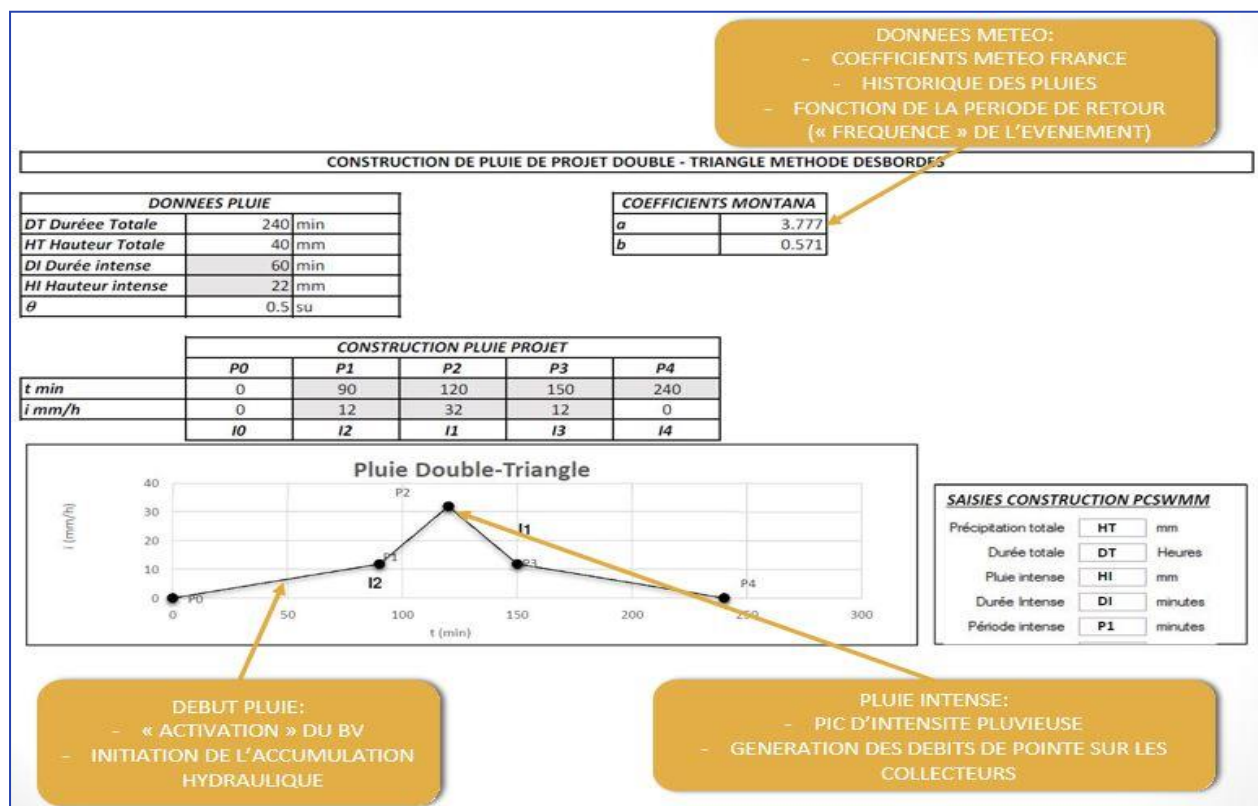 DONNEES METEO:
- COEFFICIENTS METEO FRANCE
- HISTORIQUE DES PLUIES
- FONCTION DE LA PERIODE DE RETOUR
(« FREQUENCE » DE L'EVENEMENT)
CONSTRUCTION DE PLUIE DE PROJET DOUBLE - TRIANGLE METHODE DESBORDES
DONNEES PLUIE
DT Duréee Totale 240 min
HT Hauteur Totale 40 mm
DI Durée intense 60 min
HI Hauteur intense 22 mm
θ 0.5 su
COEFFICIENTS MONTANA
a 3.777
b 0.571
CONSTRUCTION PLUIE PROJET
P0 P1 P2 P3 P4
t min 0 90 120 150 240
i mm/h 0 12 32 12 0
I0 I2 I1 I3 I4
Pluie Double-Triangle
i (mm/h)
40
30
20
10
0
P0
P1
P2
P3
P4
I2
I1
0 50 100 150 200 250 300
t (min)
SAISIES CONSTRUCTION PCSWMM
Précipitation totale HT mm
Durée totale DT Heures
Pluie intense HI mm
Durée Intense DI minutes
Période intense P1 minutes
DEBUT PLUIE:
- « ACTIVATION » DU BV
- INITIATION DE L'ACCUMULATION
HYDRAULIQUE
PLUIE INTENSE:
- PIC D'INTENSITE PLUVIEUSE
- GENERATION DES DEBITS DE POINTE SUR LES
COLLECTEURS